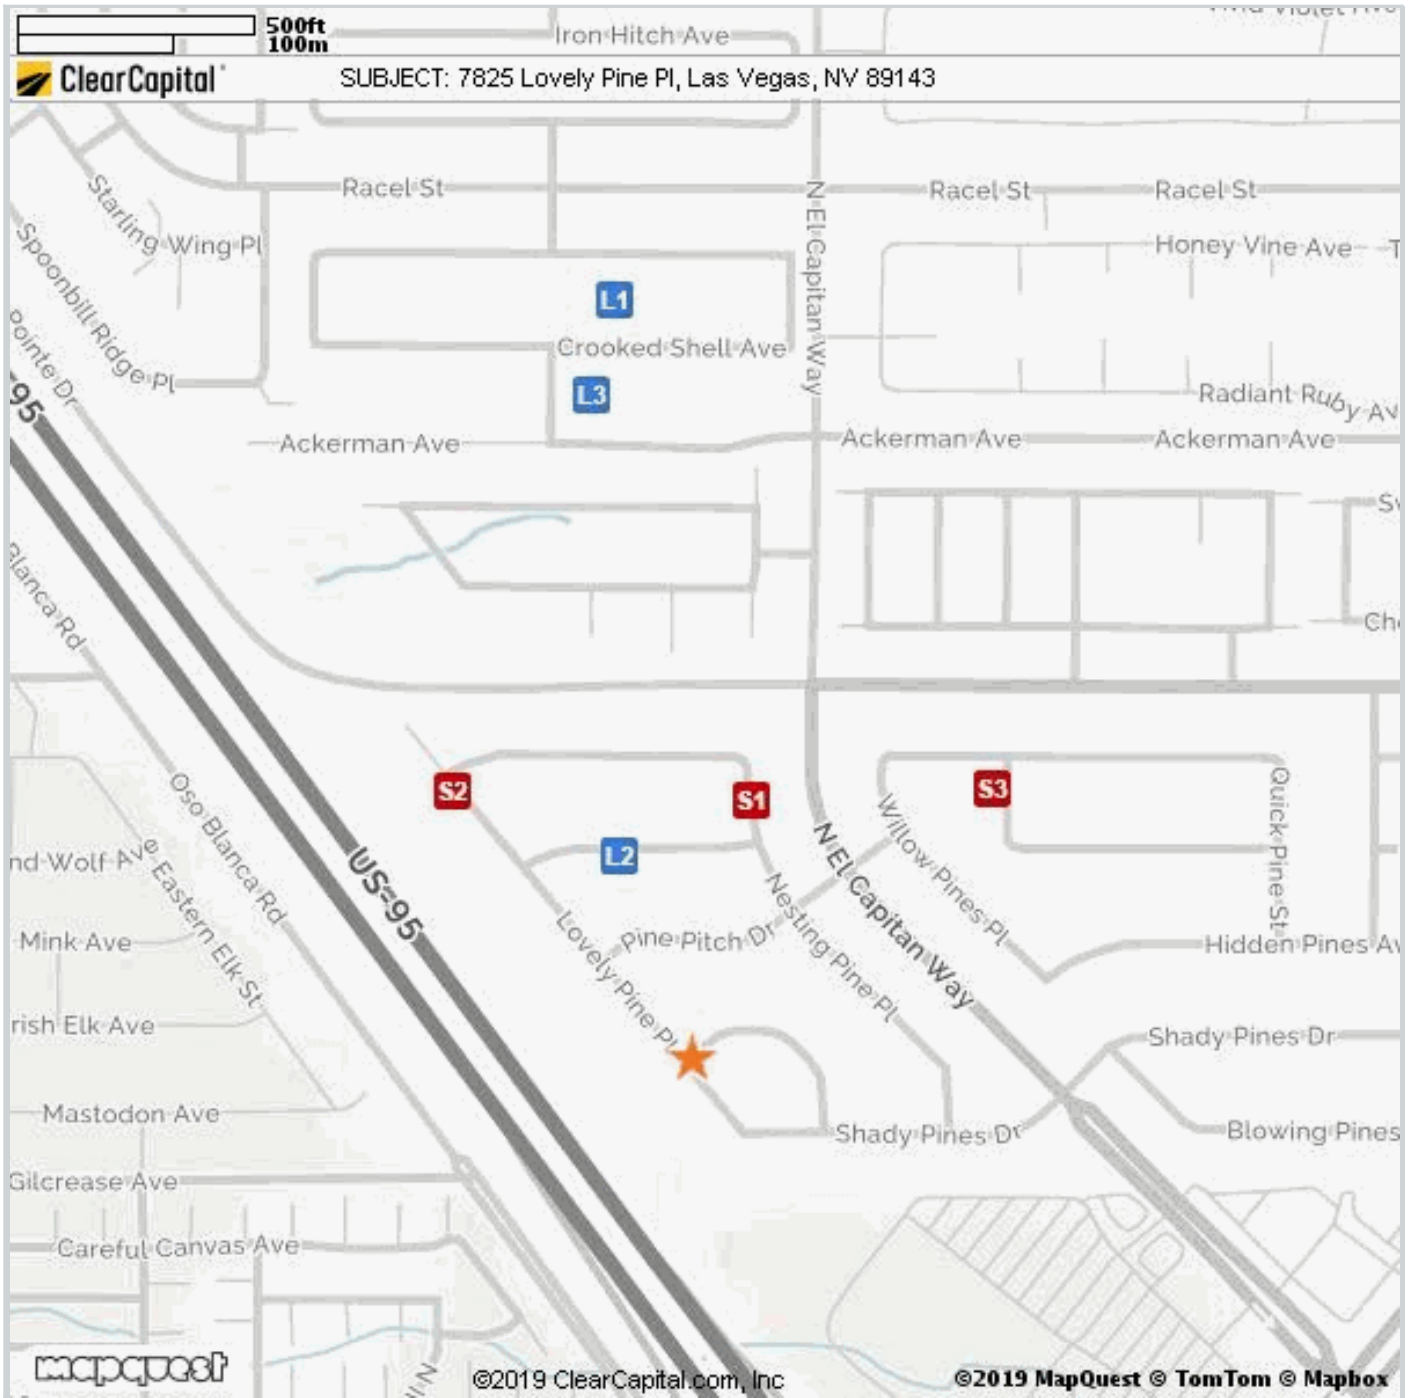 500ft
100m
Iron Hitch Ave
ClearCapital
SUBJECT: 7825 Lovely Pine Pl, Las Vegas, NV 89143
Racel St
Racel St
Racel St
Starling Wing Pl
N El Capitan Way
Honey Vine Ave
Spoonbill Ridge Pl
L1
Crooked Shell Ave
Pointe Dr
L3
Radiant Ruby Av
95
Ackerman Ave
Ackerman Ave
Ackerman Ave
Blanca Rd
S2
S1
S3
Quick Pine St
Oso Blanca Rd
Willow Pines Pl
N El Capitan Way
nd Wolf Ave
L2
US-95
Eastern Elk St
Nesting Pine Pl
Lovely Pine Pl
Pine Pitch Dr
Mink Ave
Hidden Pines Av
rish Elk Ave
Shady Pines Dr
Mastodon Ave
Shady Pines Dr
Blowing Pines
Gilcrease Ave
Careful Canvas Ave
mapquest
©2019 ClearCapital.com, Inc
©2019 MapQuest © TomTom © Mapbox